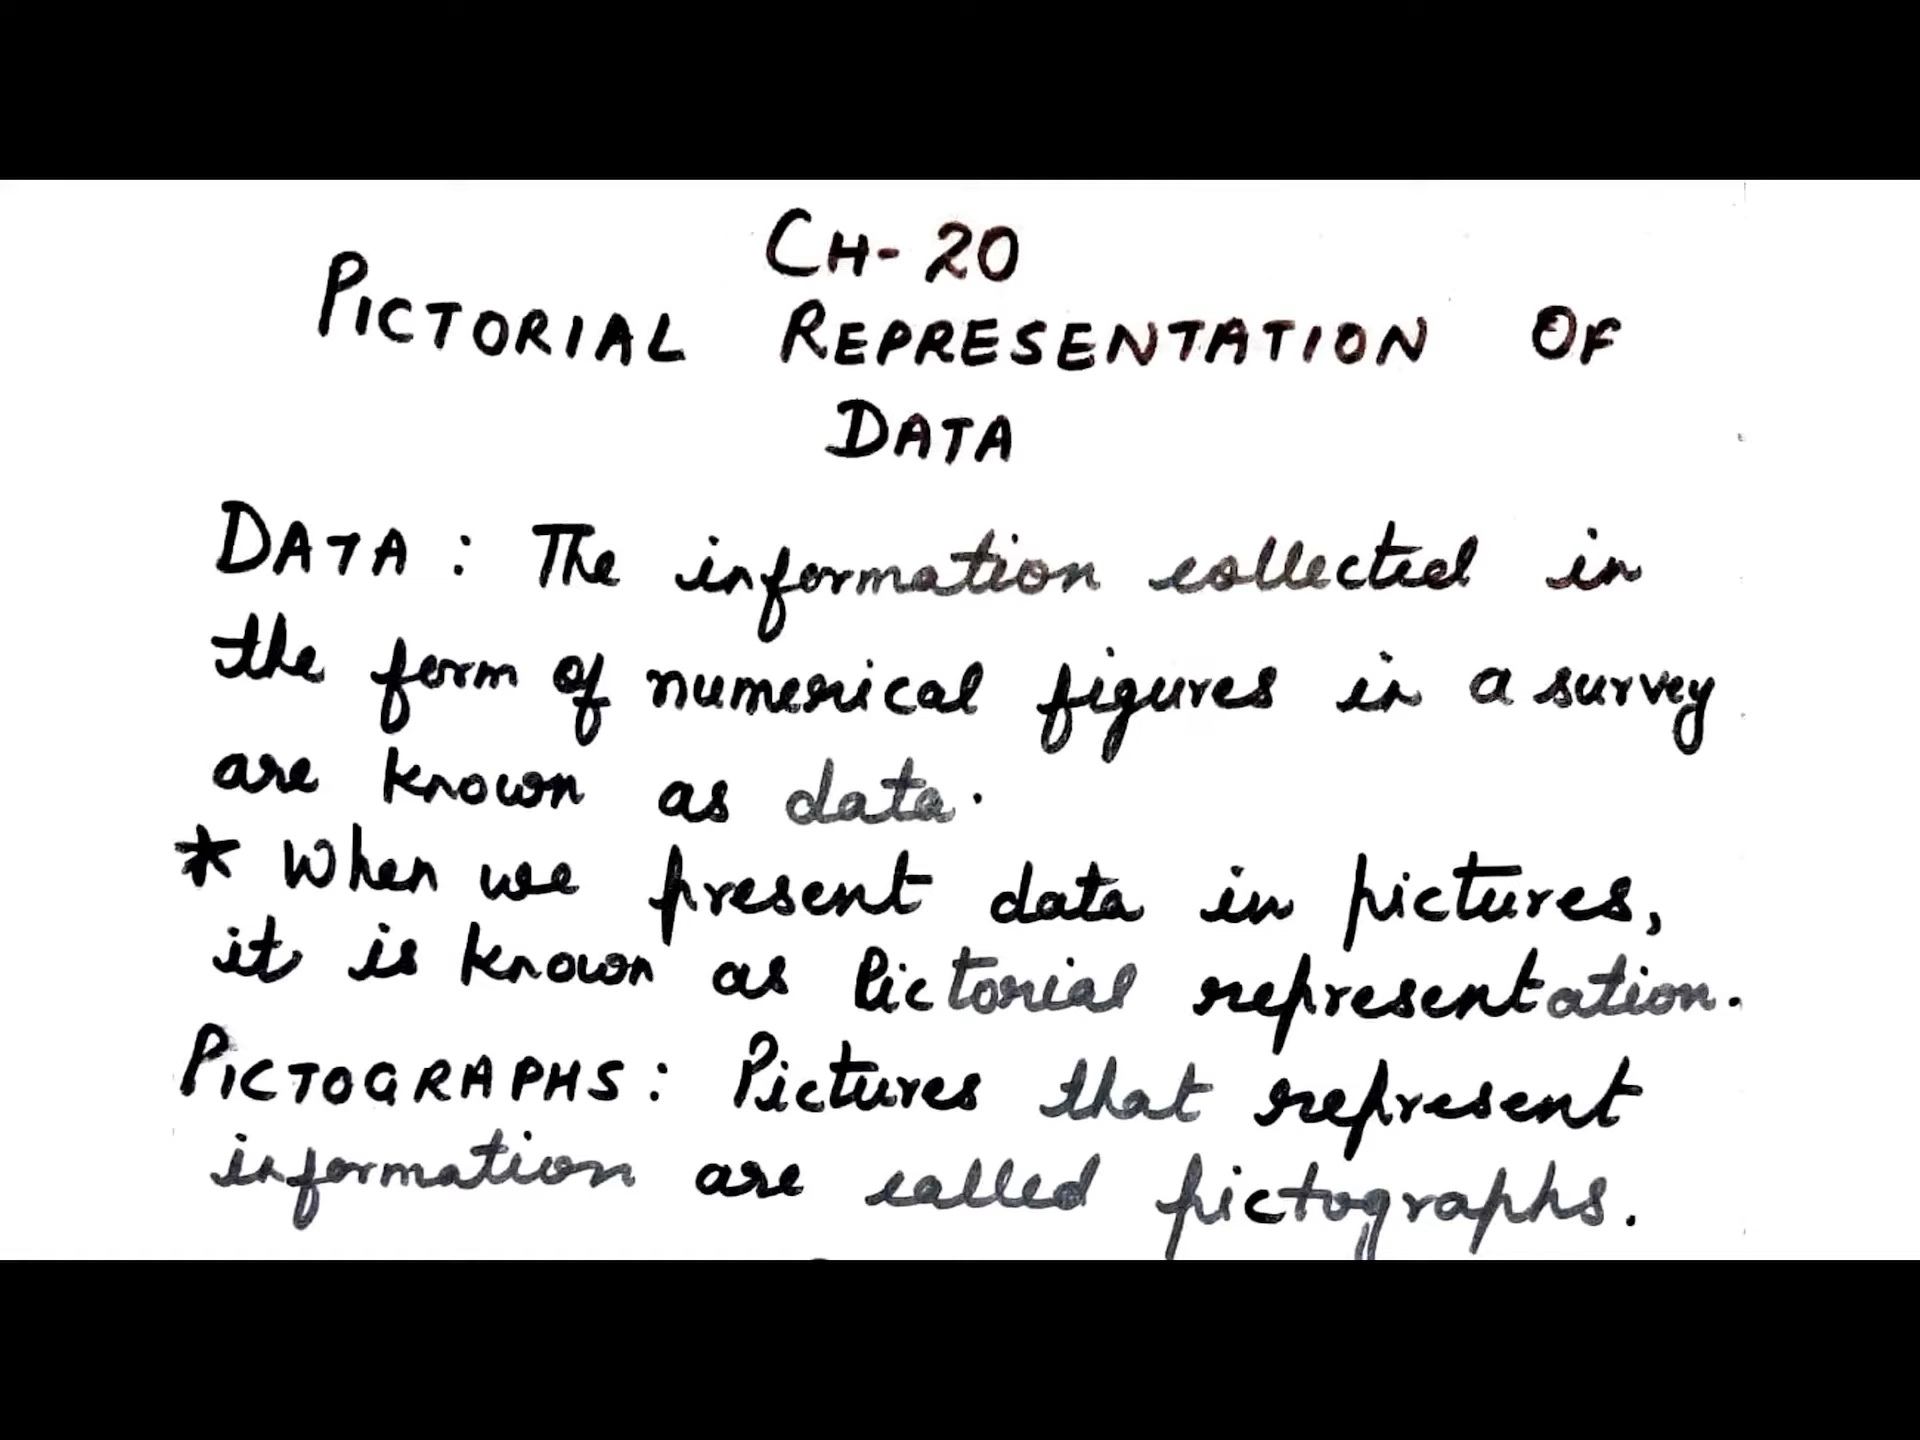 CH-20
PICTORIAL REPRESENTATION OF
DATA
DATA : The information collected in
the form of numerical figures in a survey
are known as data.
* When we present data in pictures,
it is known as Pictorial representation.
PICTOGRAPHS : Pictures that represent
information are called pictographs.